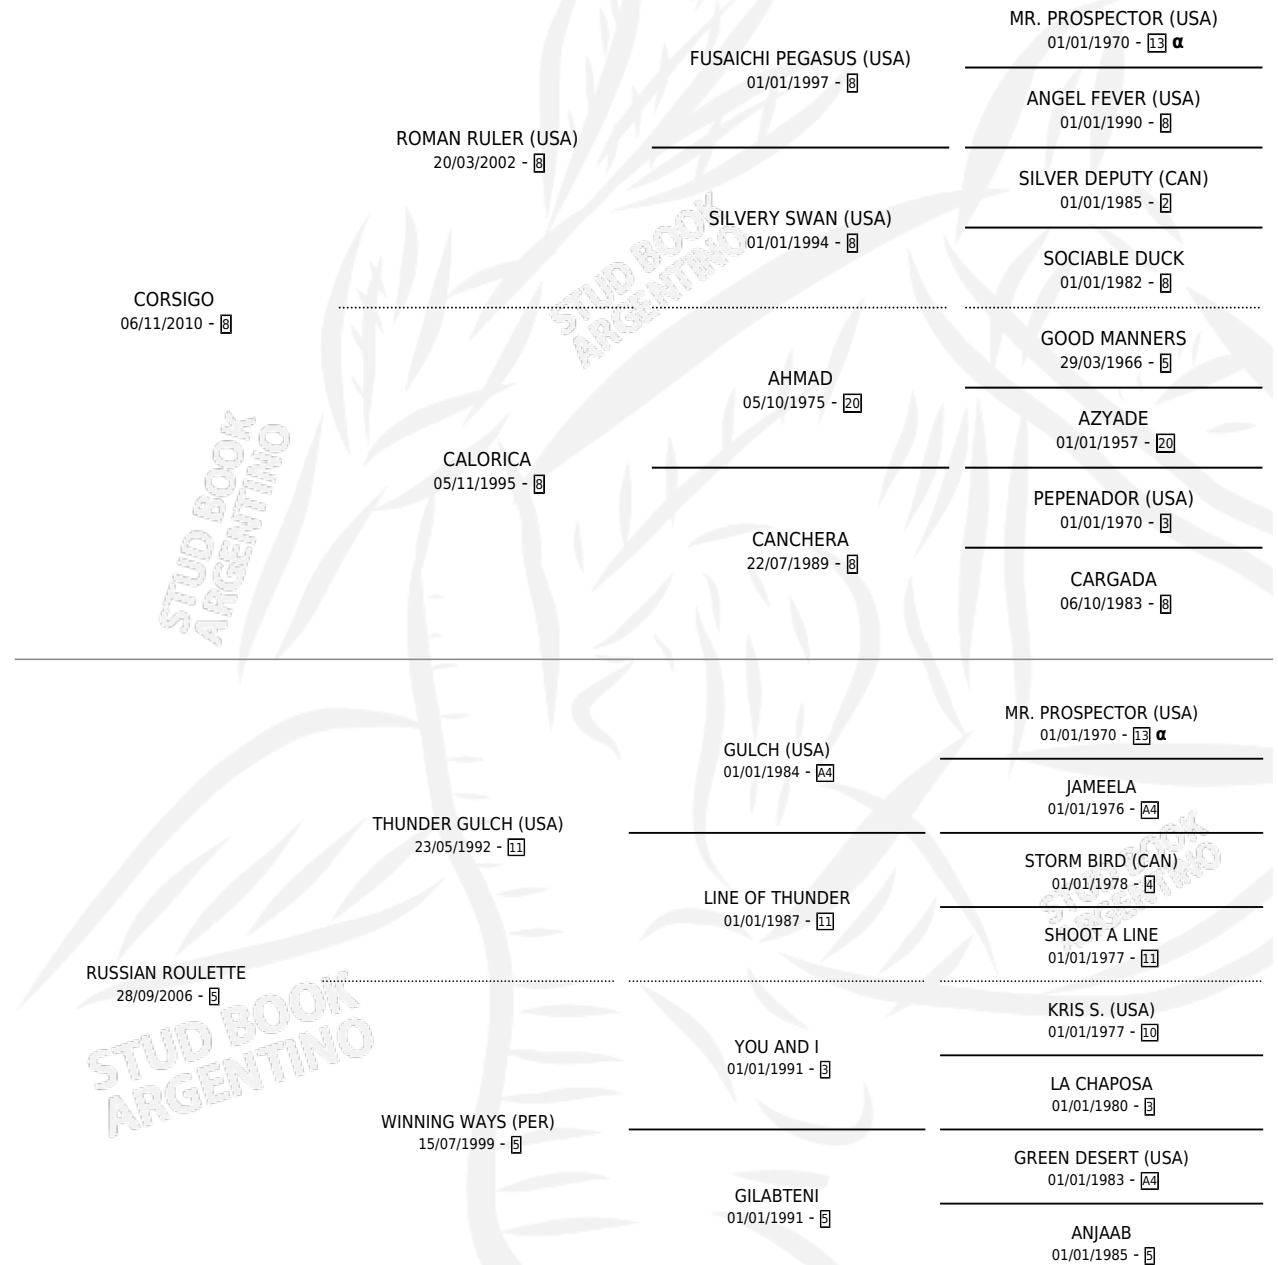 MR. PROSPECTOR (USA)
01/01/1970 - 13 α
FUSAICHI PEGASUS (USA)
01/01/1997 - 8
ANGEL FEVER (USA)
01/01/1990 - 8
ROMAN RULER (USA)
20/03/2002 - 8
SILVER DEPUTY (CAN)
01/01/1985 - 2
SILVERY SWAN (USA)
01/01/1994 - 8
SOCIABLE DUCK
01/01/1982 - 8
CORSIGO
06/11/2010 - 8
GOOD MANNERS
29/03/1966 - 5
AHMAD
05/10/1975 - 20
AZYADE
01/01/1957 - 20
CALORICA
05/11/1995 - 8
PEPENADOR (USA)
01/01/1970 - 3
CANCHERA
22/07/1989 - 8
CARGADA
06/10/1983 - 8
STUD BOOK
ARGENTINO
STUD BOOK
ARGENTINO
MR. PROSPECTOR (USA)
01/01/1970 - 13 α
GULCH (USA)
01/01/1984 - A4
JAMEELA
01/01/1976 - A4
THUNDER GULCH (USA)
23/05/1992 - 11
STORM BIRD (CAN)
01/01/1978 - 4
LINE OF THUNDER
01/01/1987 - 11
SHOOT A LINE
01/01/1977 - 11
RUSSIAN ROULETTE
28/09/2006 - 5
KRIS S. (USA)
01/01/1977 - 10
YOU AND I
01/01/1991 - 3
LA CHAPOSA
01/01/1980 - 3
WINNING WAYS (PER)
15/07/1999 - 5
GREEN DESERT (USA)
01/01/1983 - A4
GILABTENI
01/01/1991 - 5
ANJAAB
01/01/1985 - 5
STUD BOOK
ARGENTINO
STUD BOOK
ARGENTINO